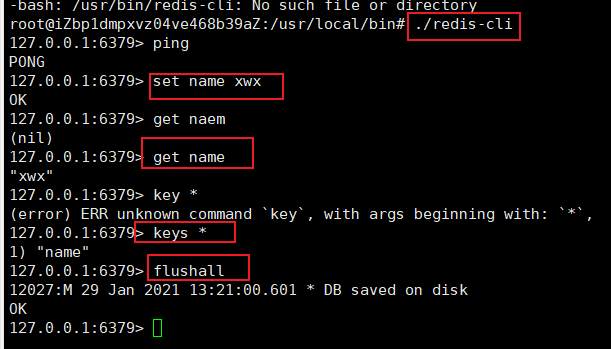 -bash: /usr/bin/redis-cli: No such file or directory
root@iZbp1dmpxvz04ve468b39aZ:/usr/local/bin# ./redis-cli
127.0.0.1:6379> ping
PONG
127.0.0.1:6379> set name xwx
OK
127.0.0.1:6379> get naem
(nil)
127.0.0.1:6379> get name
"xwx"
127.0.0.1:6379> key *
(error) ERR unknown command `key`, with args beginning with: `*`,
127.0.0.1:6379> keys *
1) "name"
127.0.0.1:6379> flushall
12027:M 29 Jan 2021 13:21:00.601 * DB saved on disk
OK
127.0.0.1:6379>